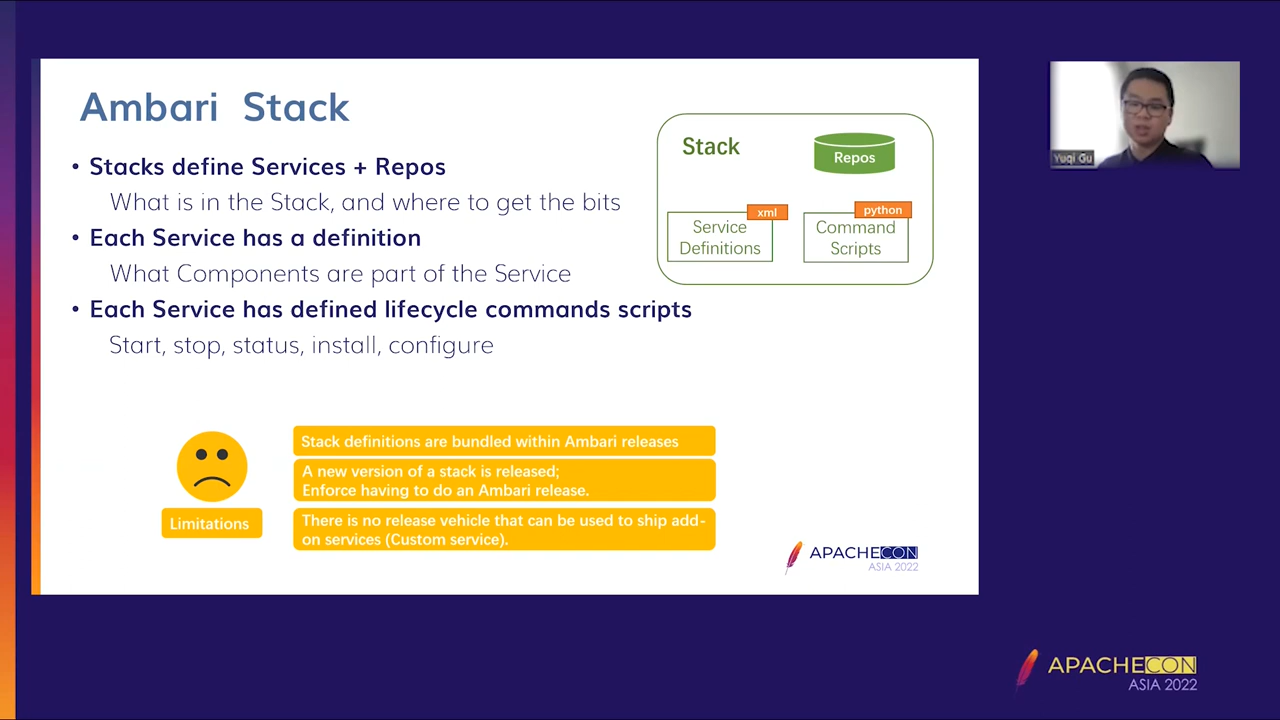 Ambari Stack
• Stacks define Services + Repos
What is in the Stack, and where to get the bits
• Each Service has a definition
What Components are part of the Service
• Each Service has defined lifecycle commands scripts
Start, stop, status, install, configure
Stack
Repos
xml
Service
Definitions
python
Command
Scripts
Limitations
Stack definitions are bundled within Ambari releases
A new version of a stack is released;
Enforce having to do an Ambari release.
There is no release vehicle that can be used to ship add-
on services (Custom service).
APACHECON
ASIA 2022
Yuqi Gu
APACHECON
ASIA 2022